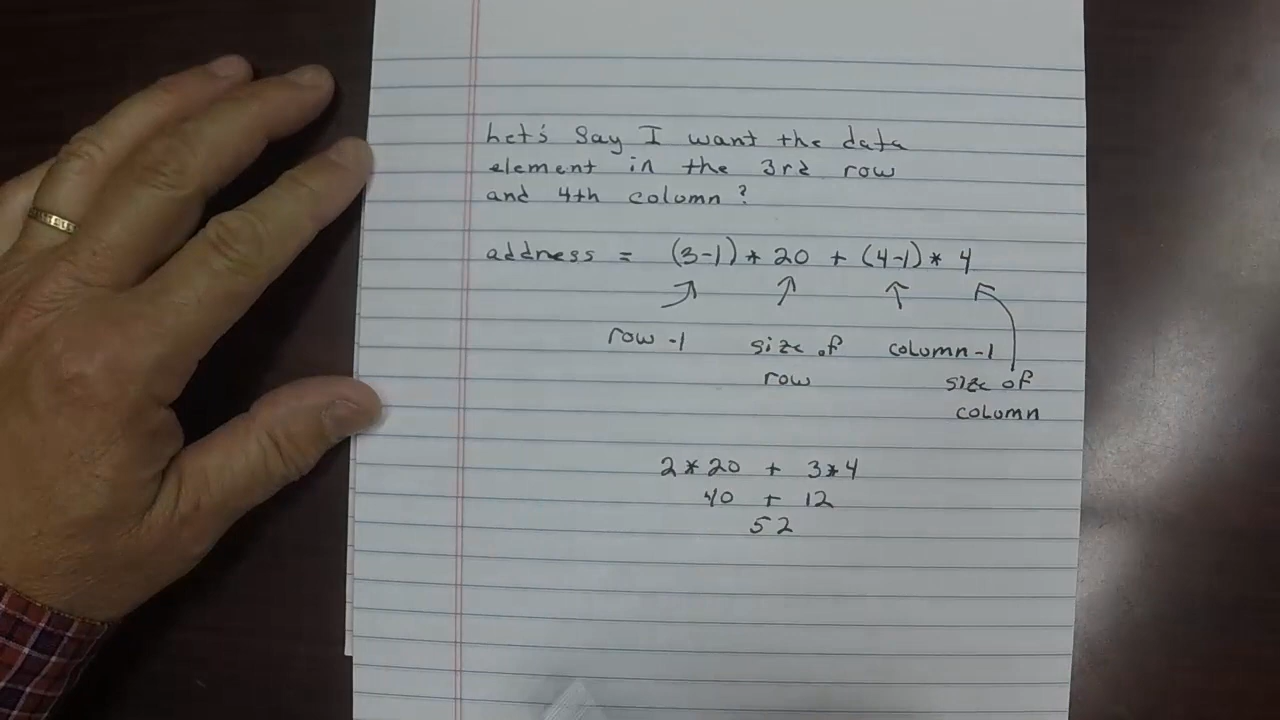 Let's say I want the data
element in the 3rd row
and 4th column?
address = (3-1) * 20 + (4-1) * 4
row -1 size of row column-1 size of column
2*20 + 3*4
40 + 12
52